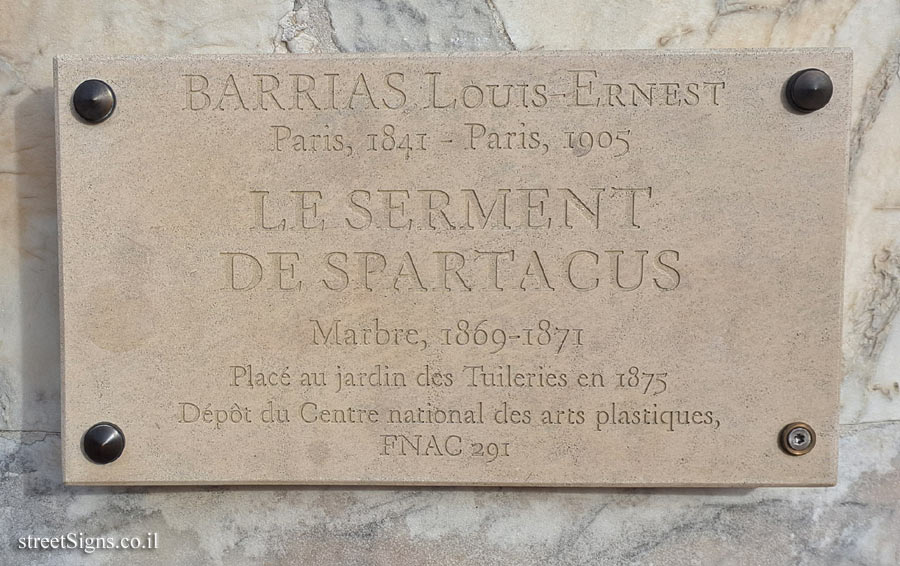 BARRIAS Louis-Ernest
Paris, 1841 - Paris, 1905
LE SERMENT
DE SPARTACUS
Marbre, 1869-1871
Placé au jardin des Tuileries en 1875
Dépôt du Centre national des arts plastiques,
FNAC 291
streetSigns.co.il